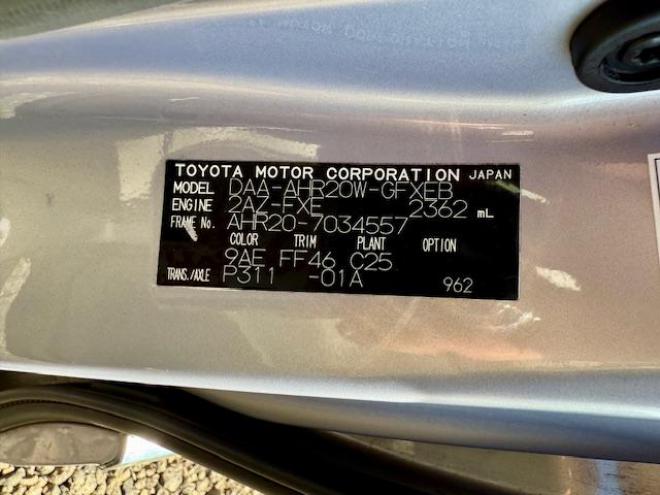 TOYOTA MOTOR CORPORATION JAPAN
MODEL DAA-AHR20W-GFXEB
ENGINE 2AZ-FXE 2362 mL
FRAME No. AHR20-7034557
COLOR TRIM PLANT OPTION
9AE FF46 C25
TRANS./AXLE P311 -01A 962